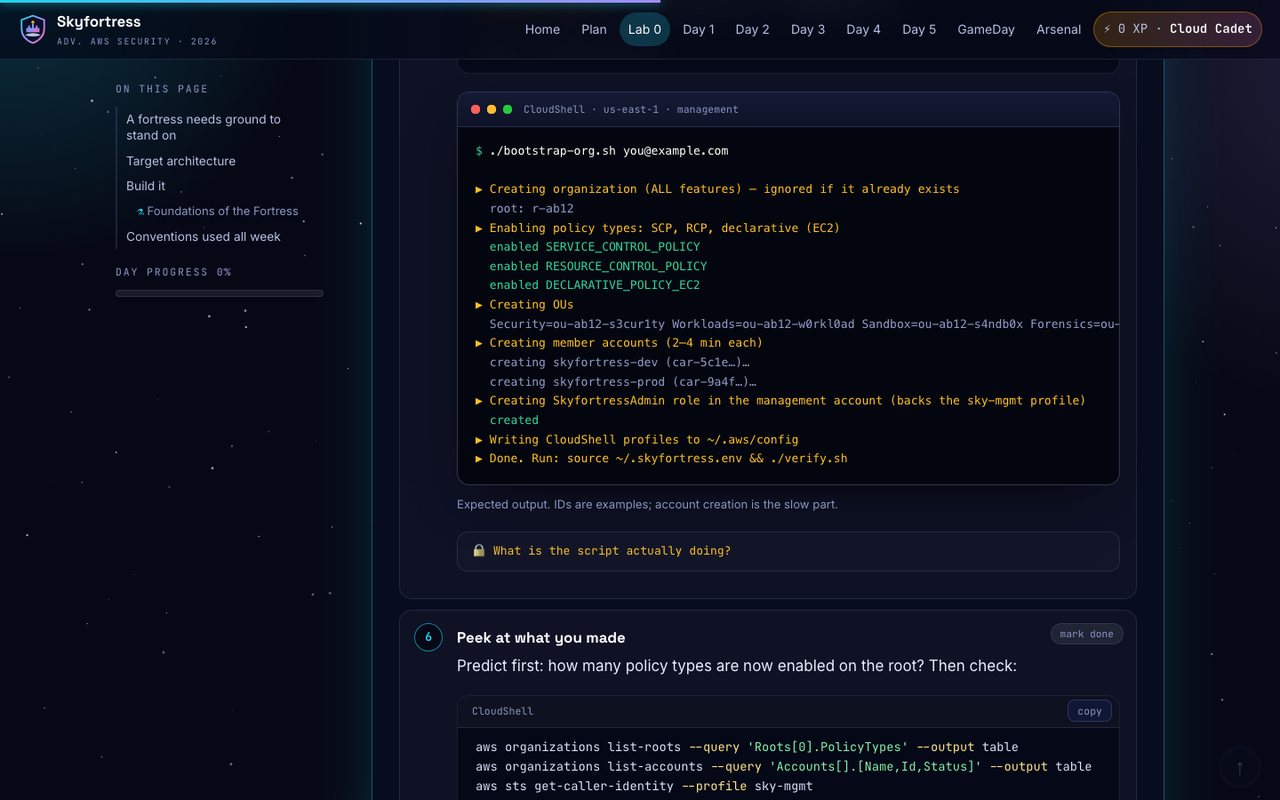 Skyfortress
ADV. AWS SECURITY · 2026
Home Plan Lab 0 Day 1 Day 2 Day 3 Day 4 Day 5 GameDay Arsenal ⚡ 0 XP · Cloud Cadet
ON THIS PAGE
A fortress needs ground to
stand on
Target architecture
Build it
⚗ Foundations of the Fortress
Conventions used all week
DAY PROGRESS 0%
CloudShell · us-east-1 · management
$ ./bootstrap-org.sh you@example.com
▶ Creating organization (ALL features) — ignored if it already exists
root: r-ab12
▶ Enabling policy types: SCP, RCP, declarative (EC2)
enabled SERVICE_CONTROL_POLICY
enabled RESOURCE_CONTROL_POLICY
enabled DECLARATIVE_POLICY_EC2
▶ Creating OUs
Security=ou-ab12-s3cur1ty Workloads=ou-ab12-w0rkl0ad Sandbox=ou-ab12-s4ndb0x Forensics=ou-
▶ Creating member accounts (2–4 min each)
creating skyfortress-dev (car-5c1e…)…
creating skyfortress-prod (car-9a4f…)…
▶ Creating SkyfortressAdmin role in the management account (backs the sky-mgmt profile)
created
▶ Writing CloudShell profiles to ~/.aws/config
▶ Done. Run: source ~/.skyfortress.env && ./verify.sh
Expected output. IDs are examples; account creation is the slow part.
🔒 What is the script actually doing?
6
Peek at what you made
mark done
Predict first: how many policy types are now enabled on the root? Then check:
CloudShell
copy
aws organizations list-roots --query 'Roots[0].PolicyTypes' --output table
aws organizations list-accounts --query 'Accounts[].[Name,Id,Status]' --output table
aws sts get-caller-identity --profile sky-mgmt
↑